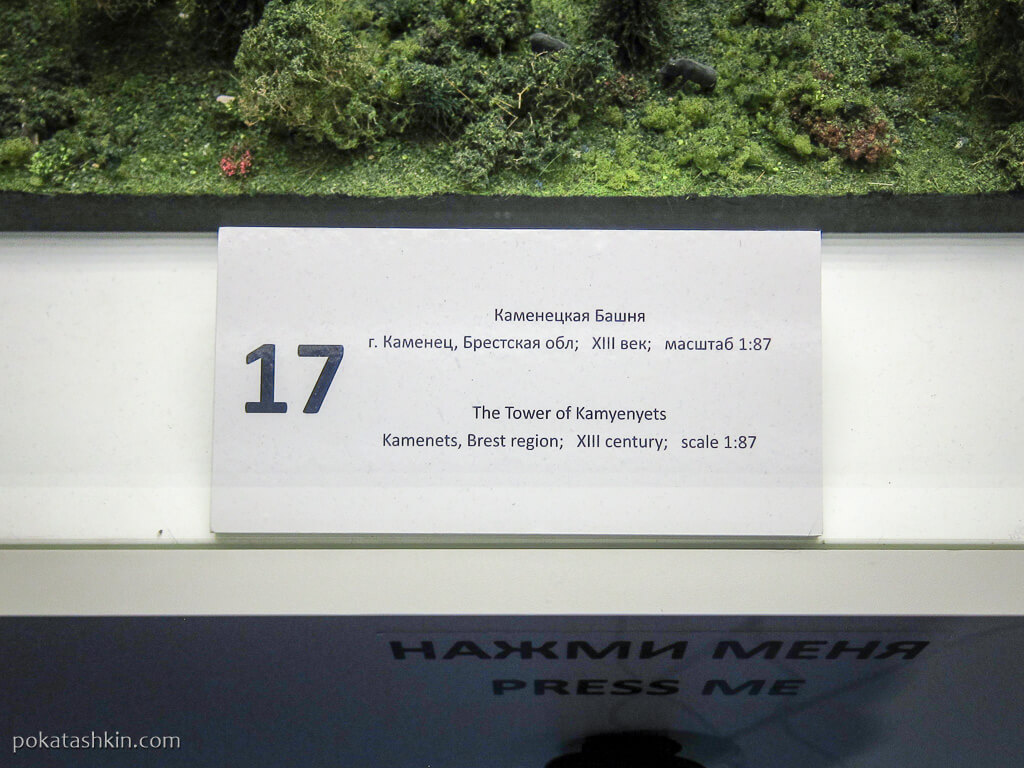 17
Каменецкая Башня
г. Каменец, Брестская обл; XIII век; масштаб 1:87
The Tower of Kamyenyets
Kamenets, Brest region; XIII century; scale 1:87
НАЖМИ МЕНЯ
PRESS ME
pokatashkin.com